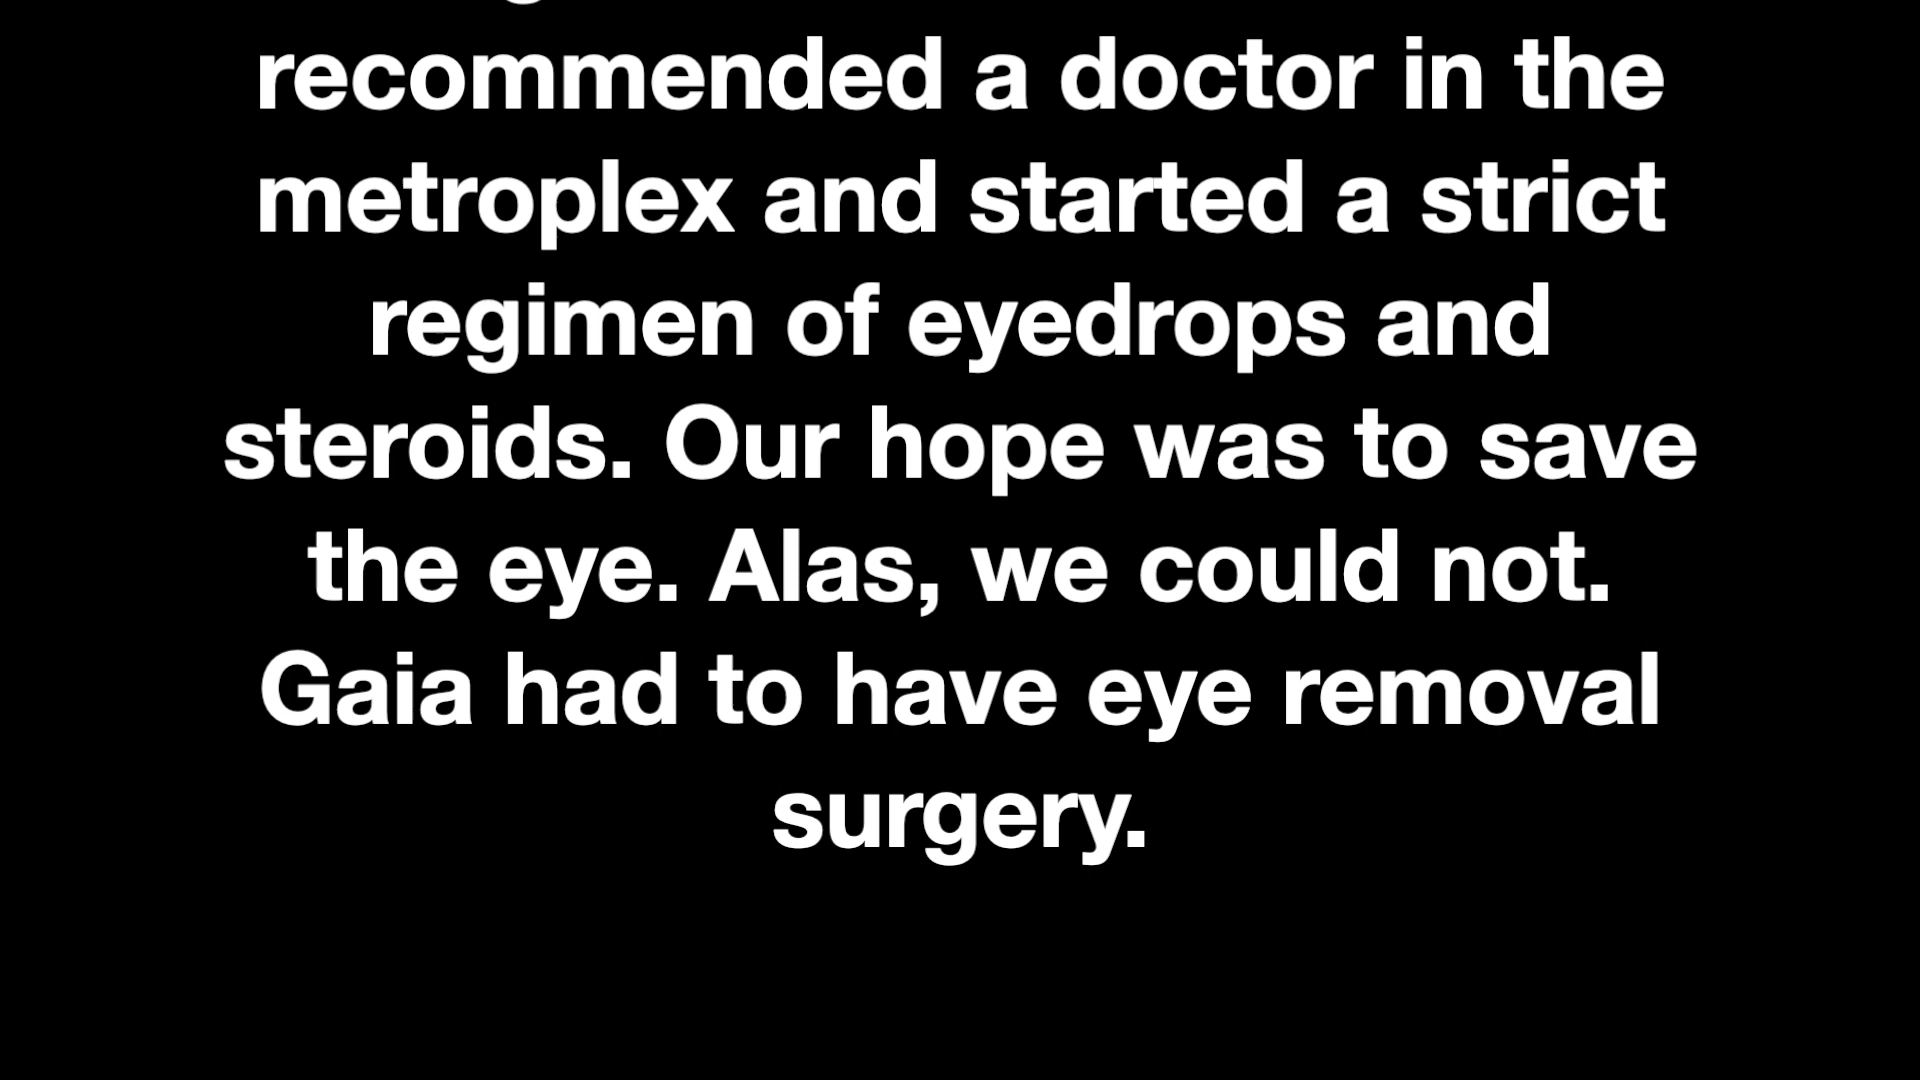 recommended a doctor in the
metroplex and started a strict
regimen of eyedrops and
steroids. Our hope was to save
the eye. Alas, we could not.
Gaia had to have eye removal
surgery.